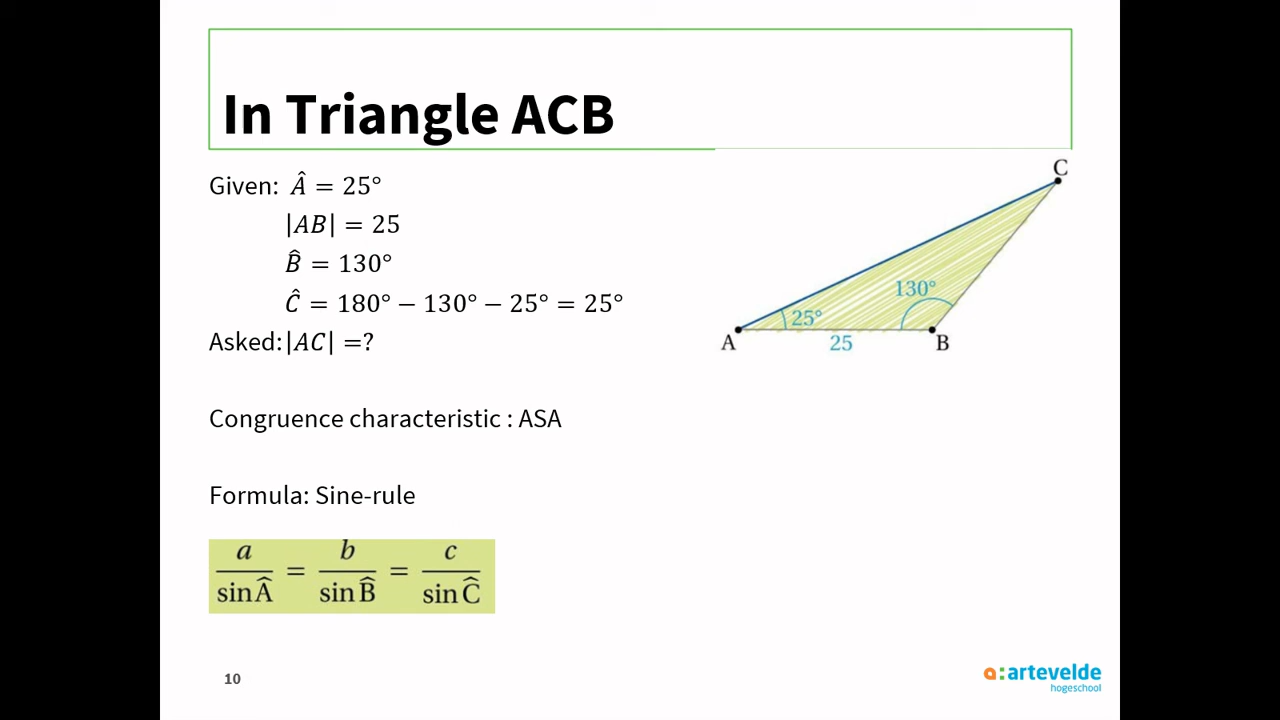 In Triangle ACB
Given: Â = 25°
|AB| = 25
B̂ = 130°
Ĉ = 180° − 130° − 25° = 25°
Asked: |AC| =?
Congruence characteristic : ASA
Formula: Sine-rule
a/sin Â = b/sin B̂ = c/sin Ĉ
C
130°
25°
A
25
B
10
a:artevelde
hogeschool